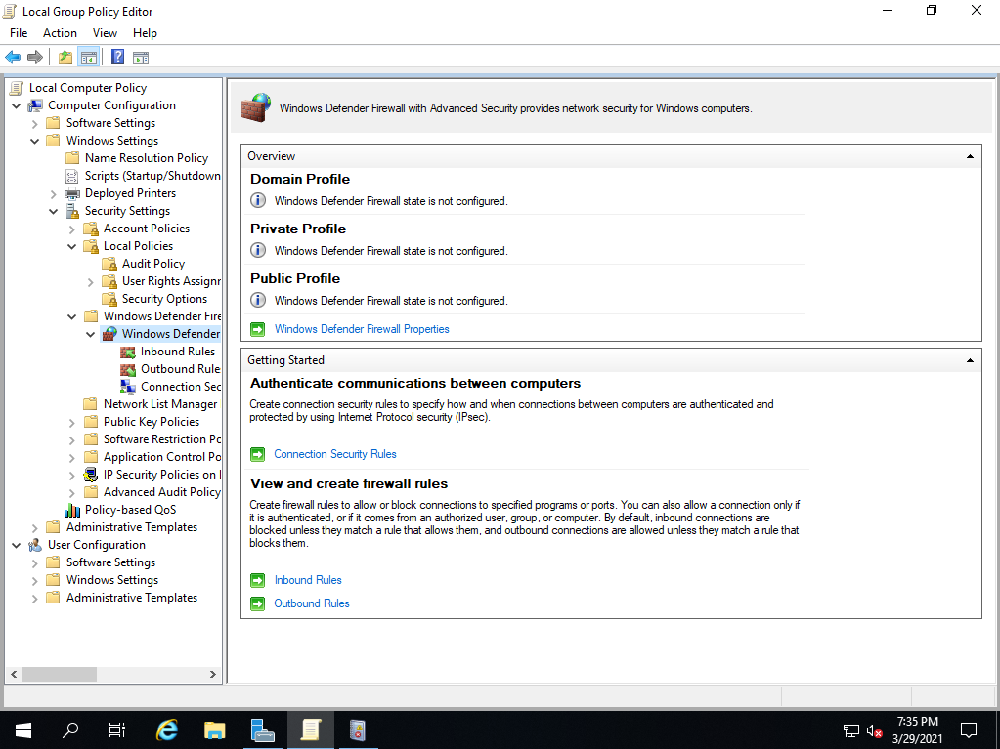 Local Group Policy Editor
File Action View Help
Local Computer Policy
Computer Configuration
Software Settings
Windows Settings
Name Resolution Policy
Scripts (Startup/Shutdown
Deployed Printers
Security Settings
Account Policies
Local Policies
Audit Policy
User Rights Assignr
Security Options
Windows Defender Fire
Windows Defender
Inbound Rules
Outbound Rule
Connection Sec
Network List Manager
Public Key Policies
Software Restriction Po
Application Control Po
IP Security Policies on
Advanced Audit Policy
Policy-based QoS
Administrative Templates
User Configuration
Software Settings
Windows Settings
Administrative Templates
Windows Defender Firewall with Advanced Security provides network security for Windows computers.
Overview
Domain Profile
Windows Defender Firewall state is not configured.
Private Profile
Windows Defender Firewall state is not configured.
Public Profile
Windows Defender Firewall state is not configured.
Windows Defender Firewall Properties
Getting Started
Authenticate communications between computers
Create connection security rules to specify how and when connections between computers are authenticated and
protected by using Internet Protocol security (IPsec).
Connection Security Rules
View and create firewall rules
Create firewall rules to allow or block connections to specified programs or ports. You can also allow a connection only if
it is authenticated, or if it comes from an authorized user, group, or computer. By default, inbound connections are
blocked unless they match a rule that allows them, and outbound connections are allowed unless they match a rule that
blocks them.
Inbound Rules
Outbound Rules
7:35 PM
3/29/2021